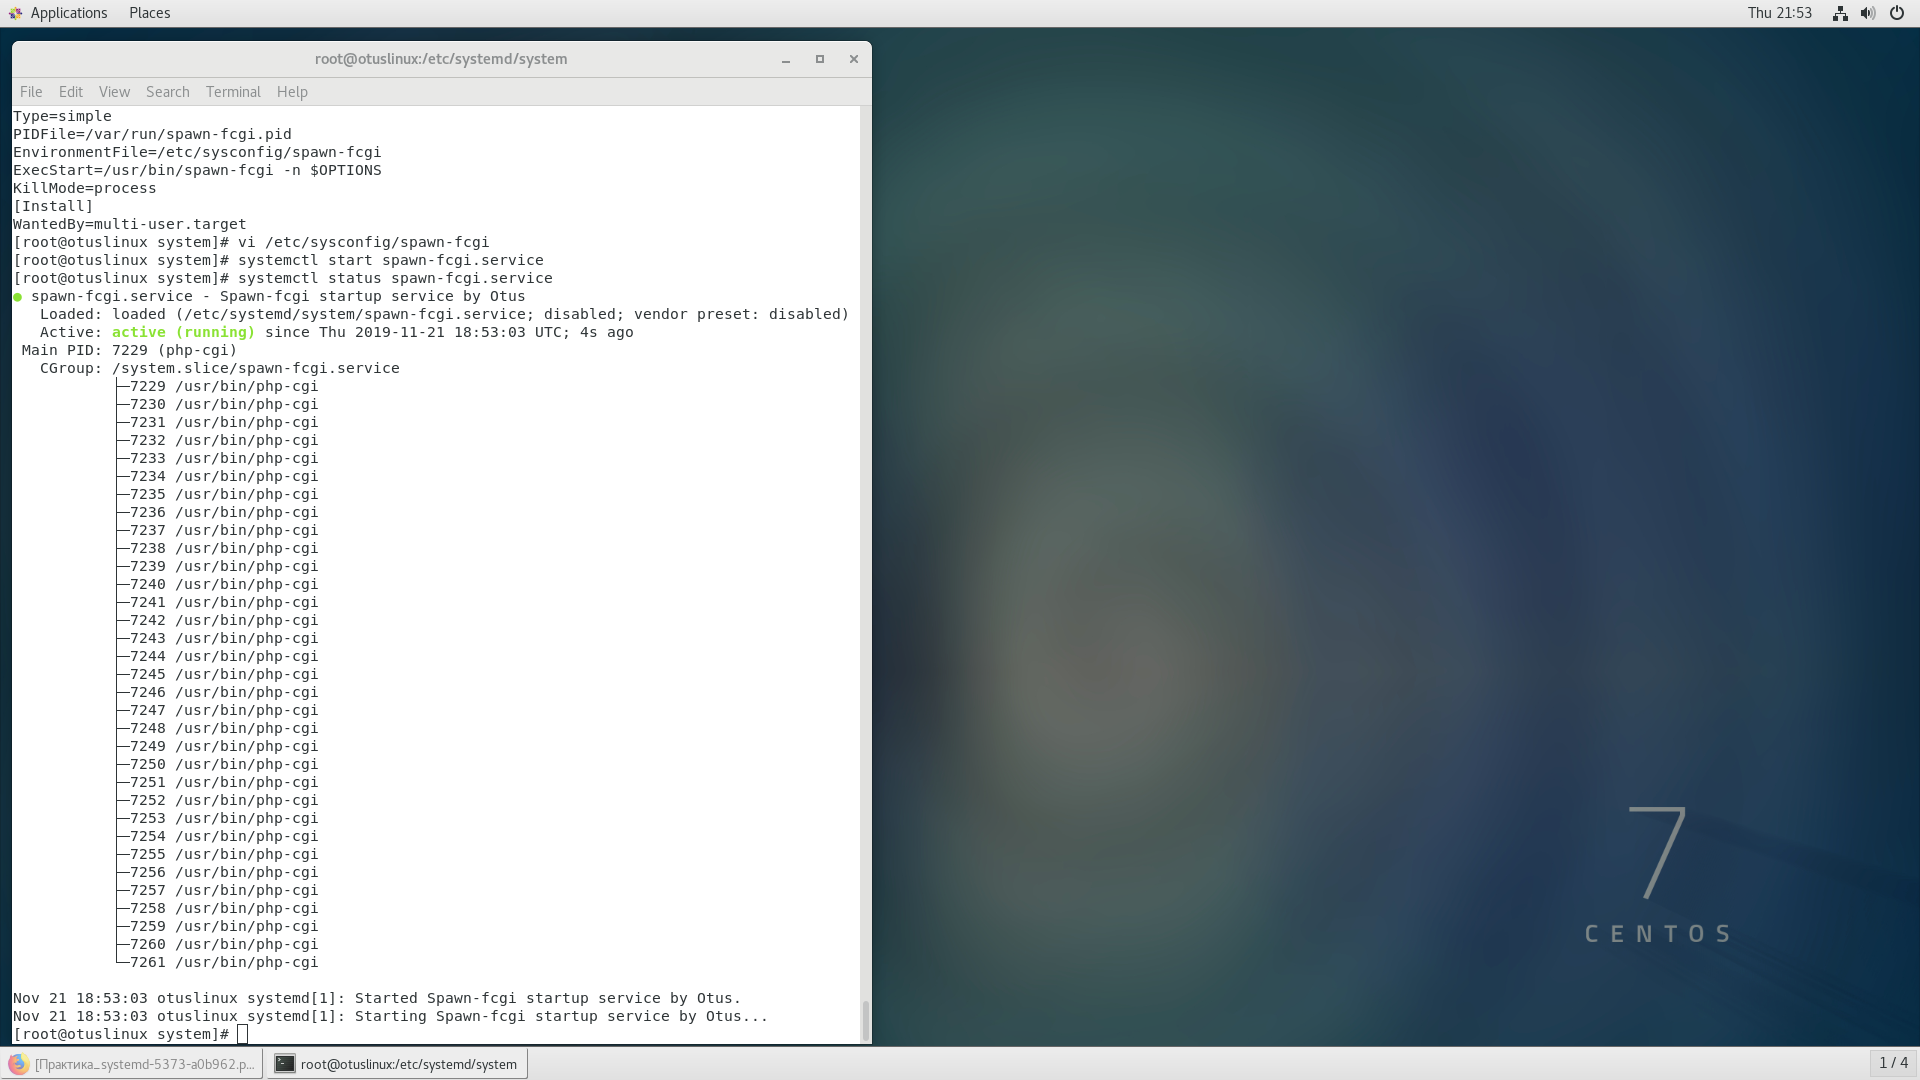 Applications Places Thu 21:53
root@otuslinux:/etc/systemd/system
File Edit View Search Terminal Help
Type=simple
PIDFile=/var/run/spawn-fcgi.pid
EnvironmentFile=/etc/sysconfig/spawn-fcgi
ExecStart=/usr/bin/spawn-fcgi -n $OPTIONS
KillMode=process
[Install]
WantedBy=multi-user.target
[root@otuslinux system]# vi /etc/sysconfig/spawn-fcgi
[root@otuslinux system]# systemctl start spawn-fcgi.service
[root@otuslinux system]# systemctl status spawn-fcgi.service
● spawn-fcgi.service - Spawn-fcgi startup service by Otus
   Loaded: loaded (/etc/systemd/system/spawn-fcgi.service; disabled; vendor preset: disabled)
   Active: active (running) since Thu 2019-11-21 18:53:03 UTC; 4s ago
 Main PID: 7229 (php-cgi)
   CGroup: /system.slice/spawn-fcgi.service
           ├─7229 /usr/bin/php-cgi
           ├─7230 /usr/bin/php-cgi
           ├─7231 /usr/bin/php-cgi
           ├─7232 /usr/bin/php-cgi
           ├─7233 /usr/bin/php-cgi
           ├─7234 /usr/bin/php-cgi
           ├─7235 /usr/bin/php-cgi
           ├─7236 /usr/bin/php-cgi
           ├─7237 /usr/bin/php-cgi
           ├─7238 /usr/bin/php-cgi
           ├─7239 /usr/bin/php-cgi
           ├─7240 /usr/bin/php-cgi
           ├─7241 /usr/bin/php-cgi
           ├─7242 /usr/bin/php-cgi
           ├─7243 /usr/bin/php-cgi
           ├─7244 /usr/bin/php-cgi
           ├─7245 /usr/bin/php-cgi
           ├─7246 /usr/bin/php-cgi
           ├─7247 /usr/bin/php-cgi
           ├─7248 /usr/bin/php-cgi
           ├─7249 /usr/bin/php-cgi
           ├─7250 /usr/bin/php-cgi
           ├─7251 /usr/bin/php-cgi
           ├─7252 /usr/bin/php-cgi
           ├─7253 /usr/bin/php-cgi
           ├─7254 /usr/bin/php-cgi
           ├─7255 /usr/bin/php-cgi
           ├─7256 /usr/bin/php-cgi
           ├─7257 /usr/bin/php-cgi
           ├─7258 /usr/bin/php-cgi
           ├─7259 /usr/bin/php-cgi
           ├─7260 /usr/bin/php-cgi
           └─7261 /usr/bin/php-cgi
Nov 21 18:53:03 otuslinux systemd[1]: Started Spawn-fcgi startup service by Otus.
Nov 21 18:53:03 otuslinux systemd[1]: Starting Spawn-fcgi startup service by Otus...
[root@otuslinux system]#
7
CENTOS
[Практика_systemd-5373-a0b962.p... root@otuslinux:/etc/systemd/system 1 / 4